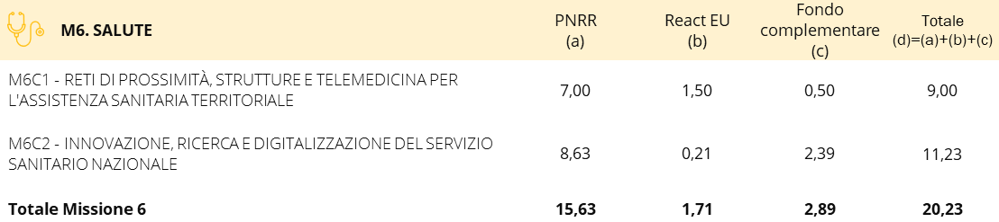 M6. SALUTE PNRR (a) React EU (b) Fondo complementare (c) Totale (d)=(a)+(b)+(c)
M6C1 - RETI DI PROSSIMITÀ, STRUTTURE E TELEMEDICINA PER
L'ASSISTENZA SANITARIA TERRITORIALE 7,00 1,50 0,50 9,00
M6C2 - INNOVAZIONE, RICERCA E DIGITALIZZAZIONE DEL SERVIZIO
SANITARIO NAZIONALE 8,63 0,21 2,39 11,23
Totale Missione 6 15,63 1,71 2,89 20,23